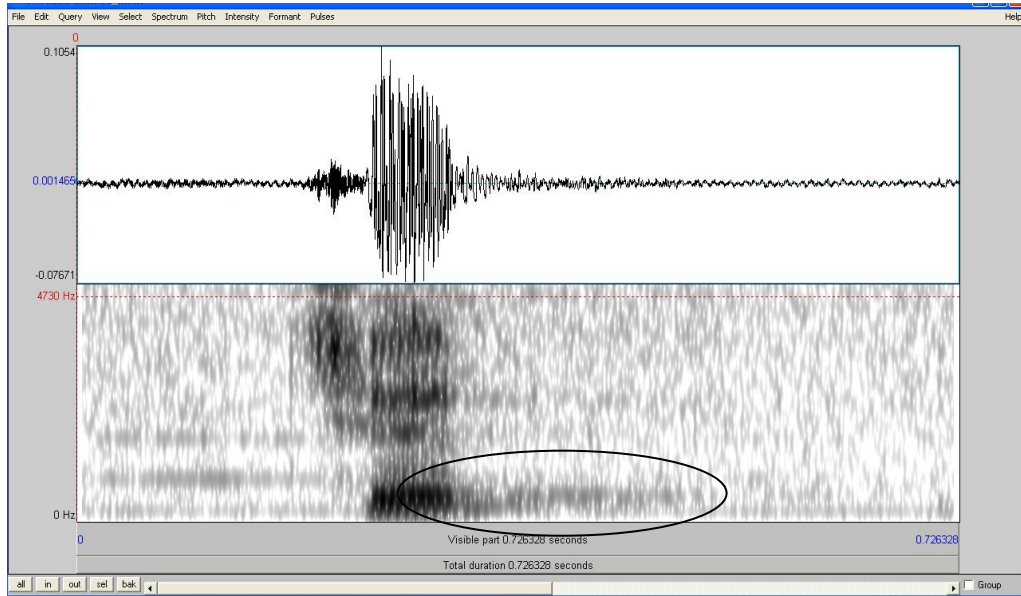 File Edit Query View Select Spectrum Pitch Intensity Formant Pulses Help
0
0.1054
0.001465
-0.07671
4730 Hz
0 Hz
0 Visible part 0.726328 seconds 0.726328
Total duration 0.726328 seconds
all in out sel bak Group